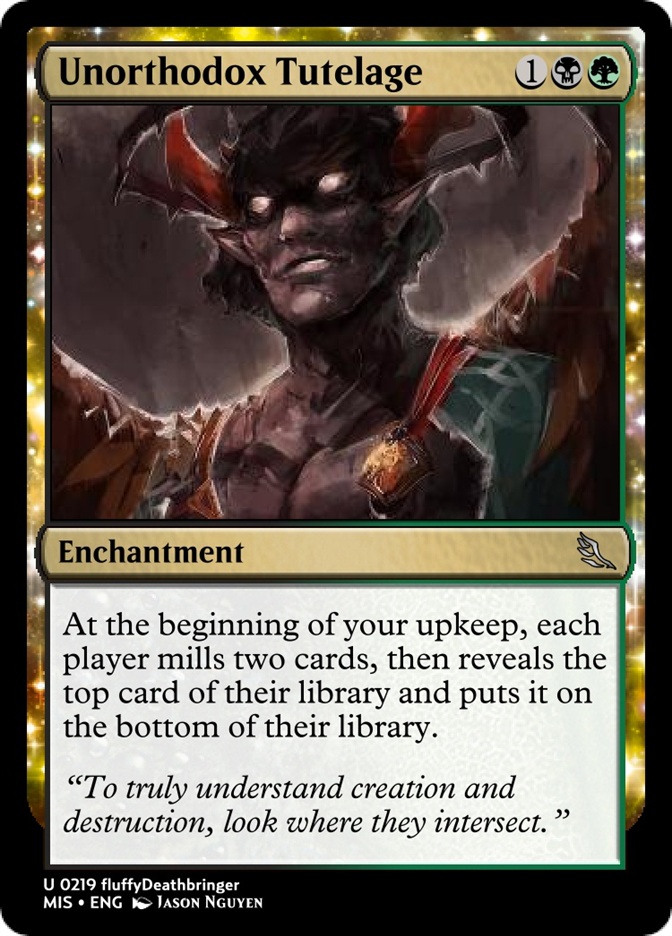 Unorthodox Tutelage 1
Enchantment
At the beginning of your upkeep, each
player mills two cards, then reveals the
top card of their library and puts it on
the bottom of their library.
“To truly understand creation and
destruction, look where they intersect.”
U 0219 fluffyDeathbringer
MIS • ENG Jason Nguyen